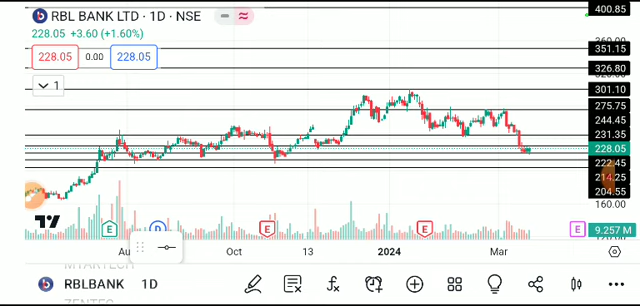 RBL BANK LTD · 1D · NSE
228.05 +3.60 (+1.60%)
228.05 0.00 228.05
1
400.85
351.15
326.80
301.10
275.75
244.45
231.35
228.05
222.45
214.25
204.55
160.00
9.257 M
E D E E E
Oct 13 2024 Mar
RBLBANK 1D